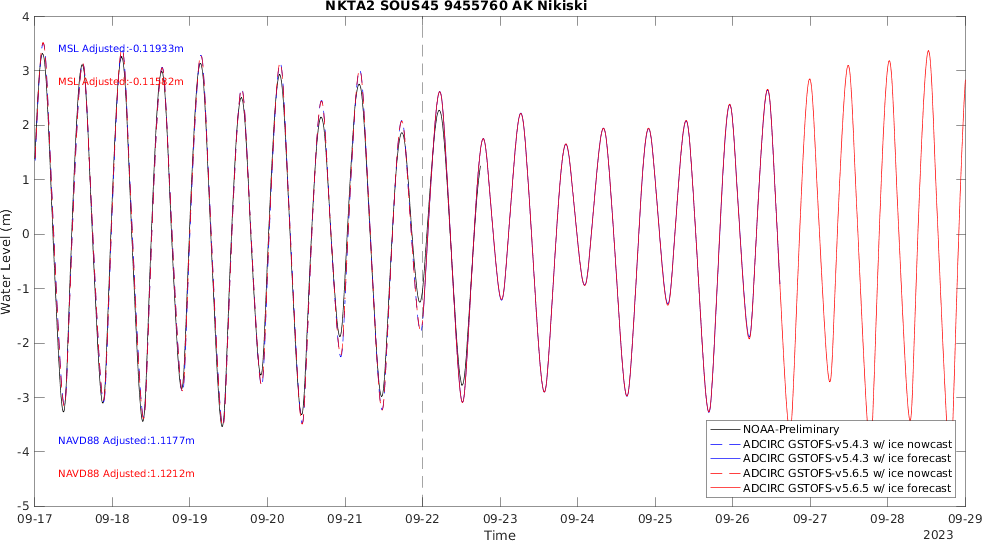 NKTA2 SOUS45 9455760 AK Nikiski
4
3
2
1
0
-1
-2
-3
-4
-5
Water Level (m)
MSL Adjusted:-0.11933m
MSL Adjusted:-0.11582m
NAVD88 Adjusted:1.1177m
NAVD88 Adjusted:1.1212m
NOAA-Preliminary
ADCIRC GSTOFS-v5.4.3 w/ ice nowcast
ADCIRC GSTOFS-v5.4.3 w/ ice forecast
ADCIRC GSTOFS-v5.6.5 w/ ice nowcast
ADCIRC GSTOFS-v5.6.5 w/ ice forecast
09-17 09-18 09-19 09-20 09-21 09-22 09-23 09-24 09-25 09-26 09-27 09-28 09-29
Time
2023